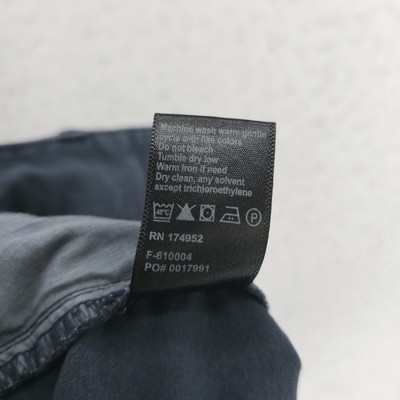 Machine wash warm gentle
cycle with like colors
Do not bleach
Tumble dry low
Warm Iron if need
Dry clean, any solvent
except trichloroethylene
40°C P
RN 174952
F-610004
PO# 0017991